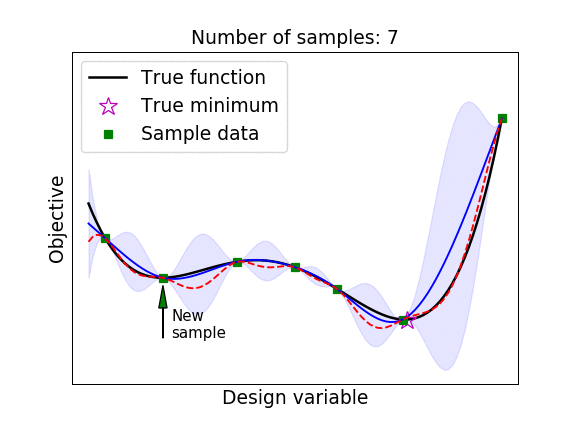 Number of samples: 7
True function
True minimum
Sample data
Objective
New
sample
Design variable